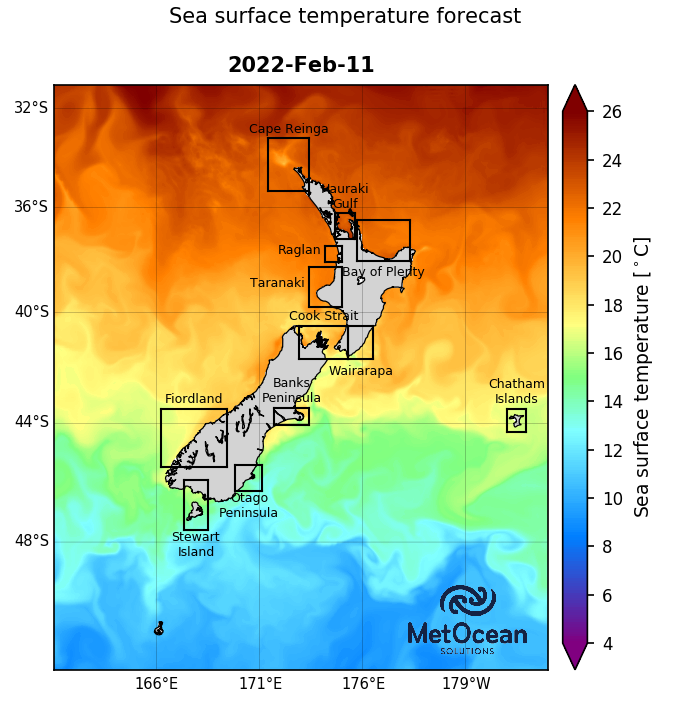 Sea surface temperature forecast
2022-Feb-11
32°S
36°S
40°S
44°S
48°S
Cape Reinga
Hauraki
Gulf
Raglan
Bay of Plenty
Taranaki
Cook Strait
Wairarapa
Banks
Peninsula
Fiordland
Chatham
Islands
Otago
Peninsula
Stewart
Island
MetOcean
SOLUTIONS
166°E
171°E
176°E
179°W
26
24
22
20
18
16
14
12
10
8
6
4
Sea surface temperature [°C]